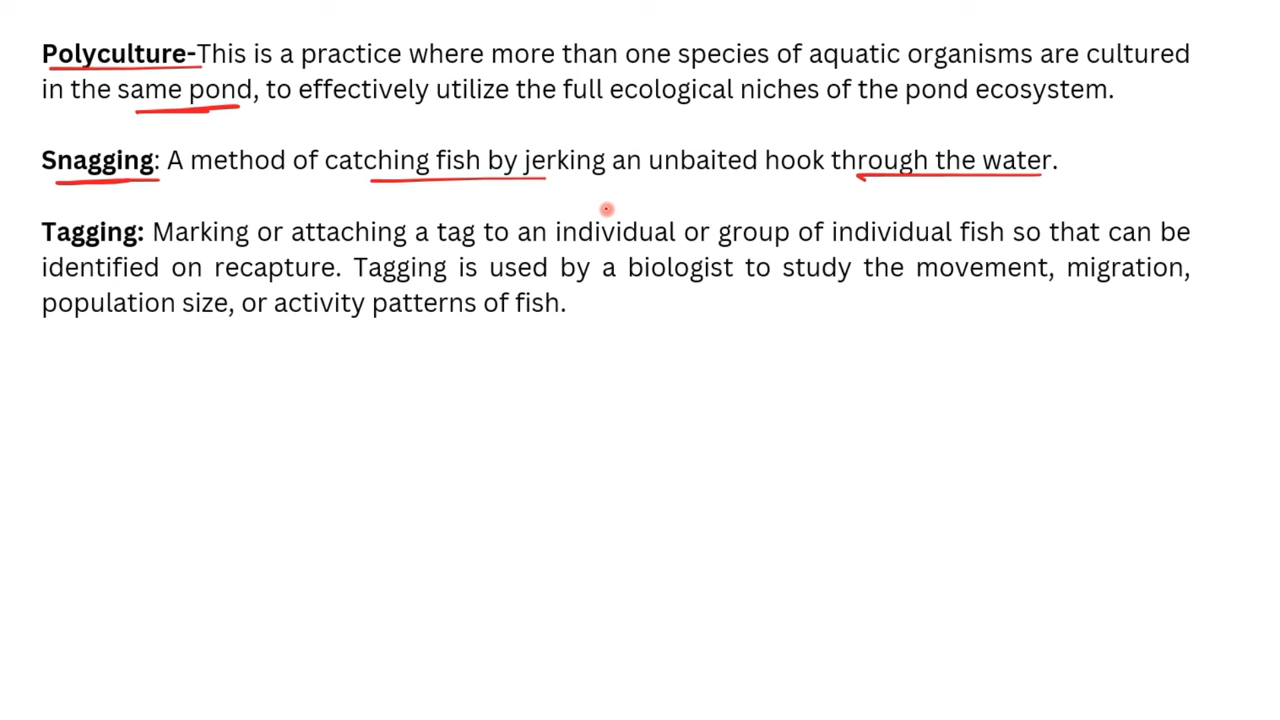 Polyculture-This is a practice where more than one species of aquatic organisms are cultured
in the same pond, to effectively utilize the full ecological niches of the pond ecosystem.
Snagging: A method of catching fish by jerking an unbaited hook through the water.
Tagging: Marking or attaching a tag to an individual or group of individual fish so that can be
identified on recapture. Tagging is used by a biologist to study the movement, migration,
population size, or activity patterns of fish.